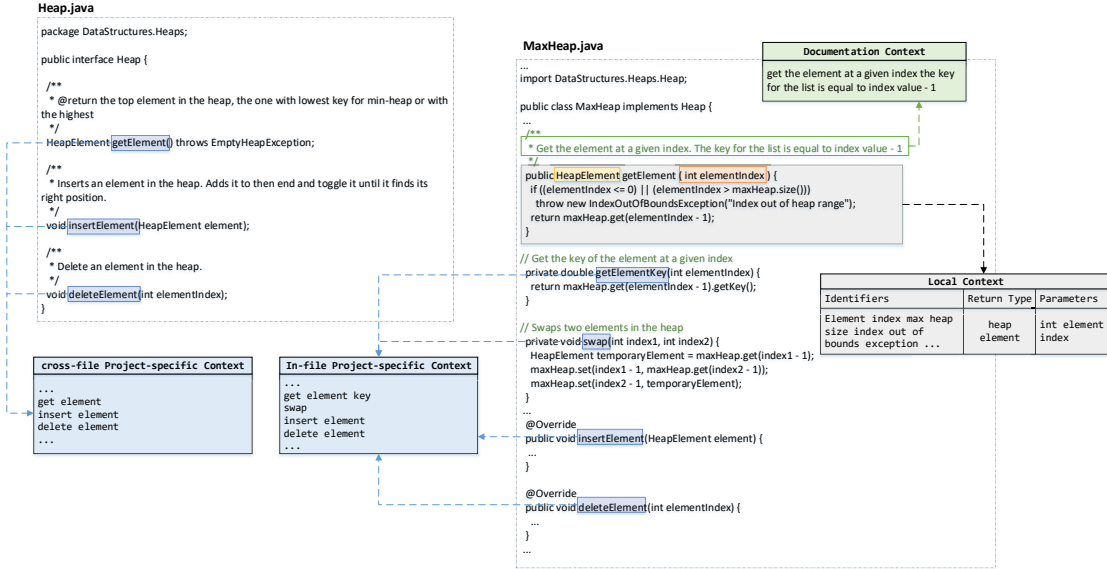 Heap.java
package DataStructures.Heaps;
public interface Heap {
/**
* @return the top element in the heap, the one with lowest key for min-heap or with
the highest
*/
HeapElement getElement() throws EmptyHeapException;
/**
* Inserts an element in the heap. Adds it to then end and toggle it until it finds its
right position.
*/
void insertElement(HeapElement element);
/**
* Delete an element in the heap.
*/
void deleteElement(int elementIndex);
}
cross-file Project-specific Context
...
get element
insert element
delete element
...
In-file Project-specific Context
...
get element key
swap
insert element
delete element
...
MaxHeap.java
...
import DataStructures.Heaps.Heap;
public class MaxHeap implements Heap {
...
/**
* Get the element at a given index. The key for the list is equal to index value - 1
*/
public HeapElement getElement ( int elementIndex ) {
if ((elementIndex <= 0) || (elementIndex > maxHeap.size()))
throw new IndexOutOfBoundsException("Index out of heap range");
return maxHeap.get(elementIndex - 1);
}
// Get the key of the element at a given index
private double getElementKey(int elementIndex) {
return maxHeap.get(elementIndex - 1).getKey();
}
// Swaps two elements in the heap
private void swap(int index1, int index2) {
HeapElement temporaryElement = maxHeap.get(index1 - 1);
maxHeap.set(index1 - 1, maxHeap.get(index2 - 1));
maxHeap.set(index2 - 1, temporaryElement);
}
...
@Override
public void insertElement(HeapElement element) {
...
}
@Override
public void deleteElement(int elementIndex) {
...
}
...
Documentation Context
get the element at a given index the key
for the list is equal to index value - 1
Local Context
Identifiers Return Type Parameters
Element index max heap
size index out of
bounds exception ...
heap
element
int element
index